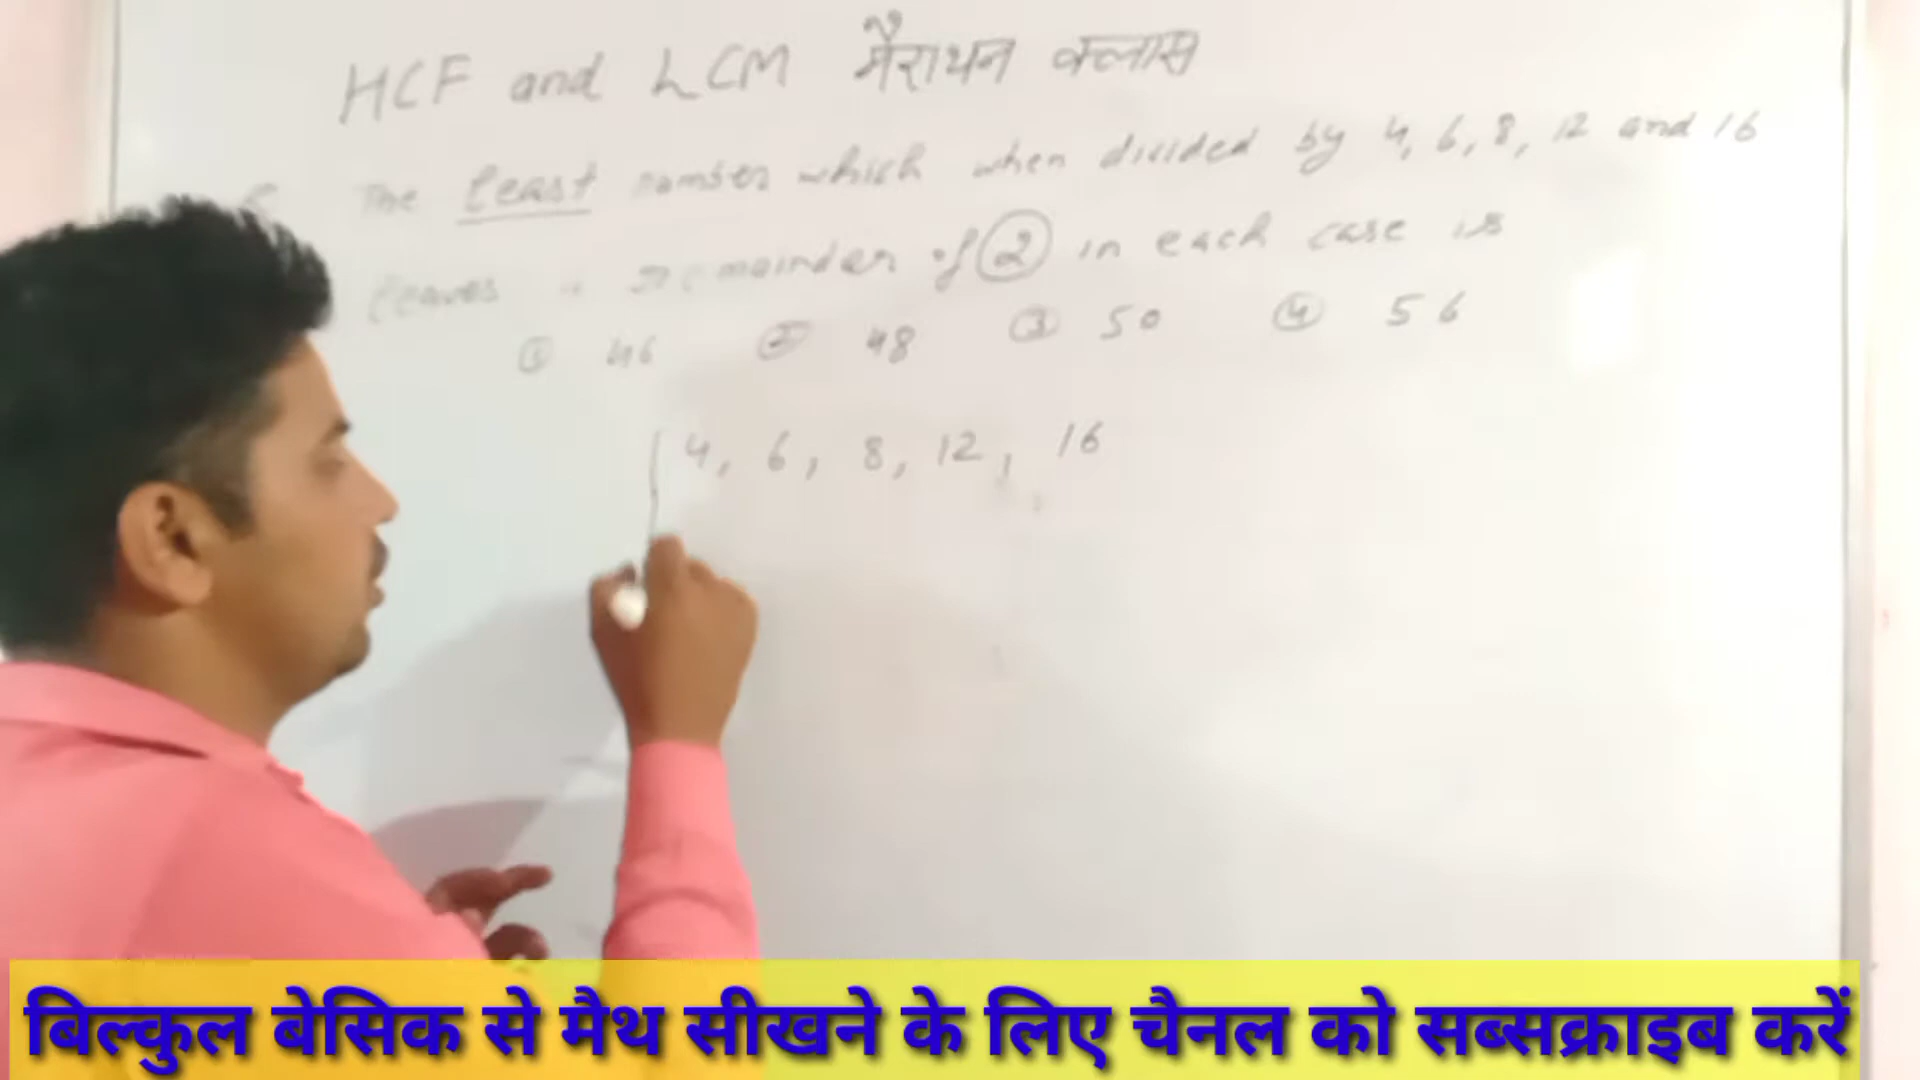 HCF and LCM मैराथन क्लास
The least number which when divided by 4, 6, 8, 12 and 16
leaves a remainder of 2 in each case is
① 46 ② 48 ③ 50 ④ 56
4, 6, 8, 12, 16
बिल्कुल बेसिक से मैथ सीखने के लिए चैनल को सब्सक्राइब करें